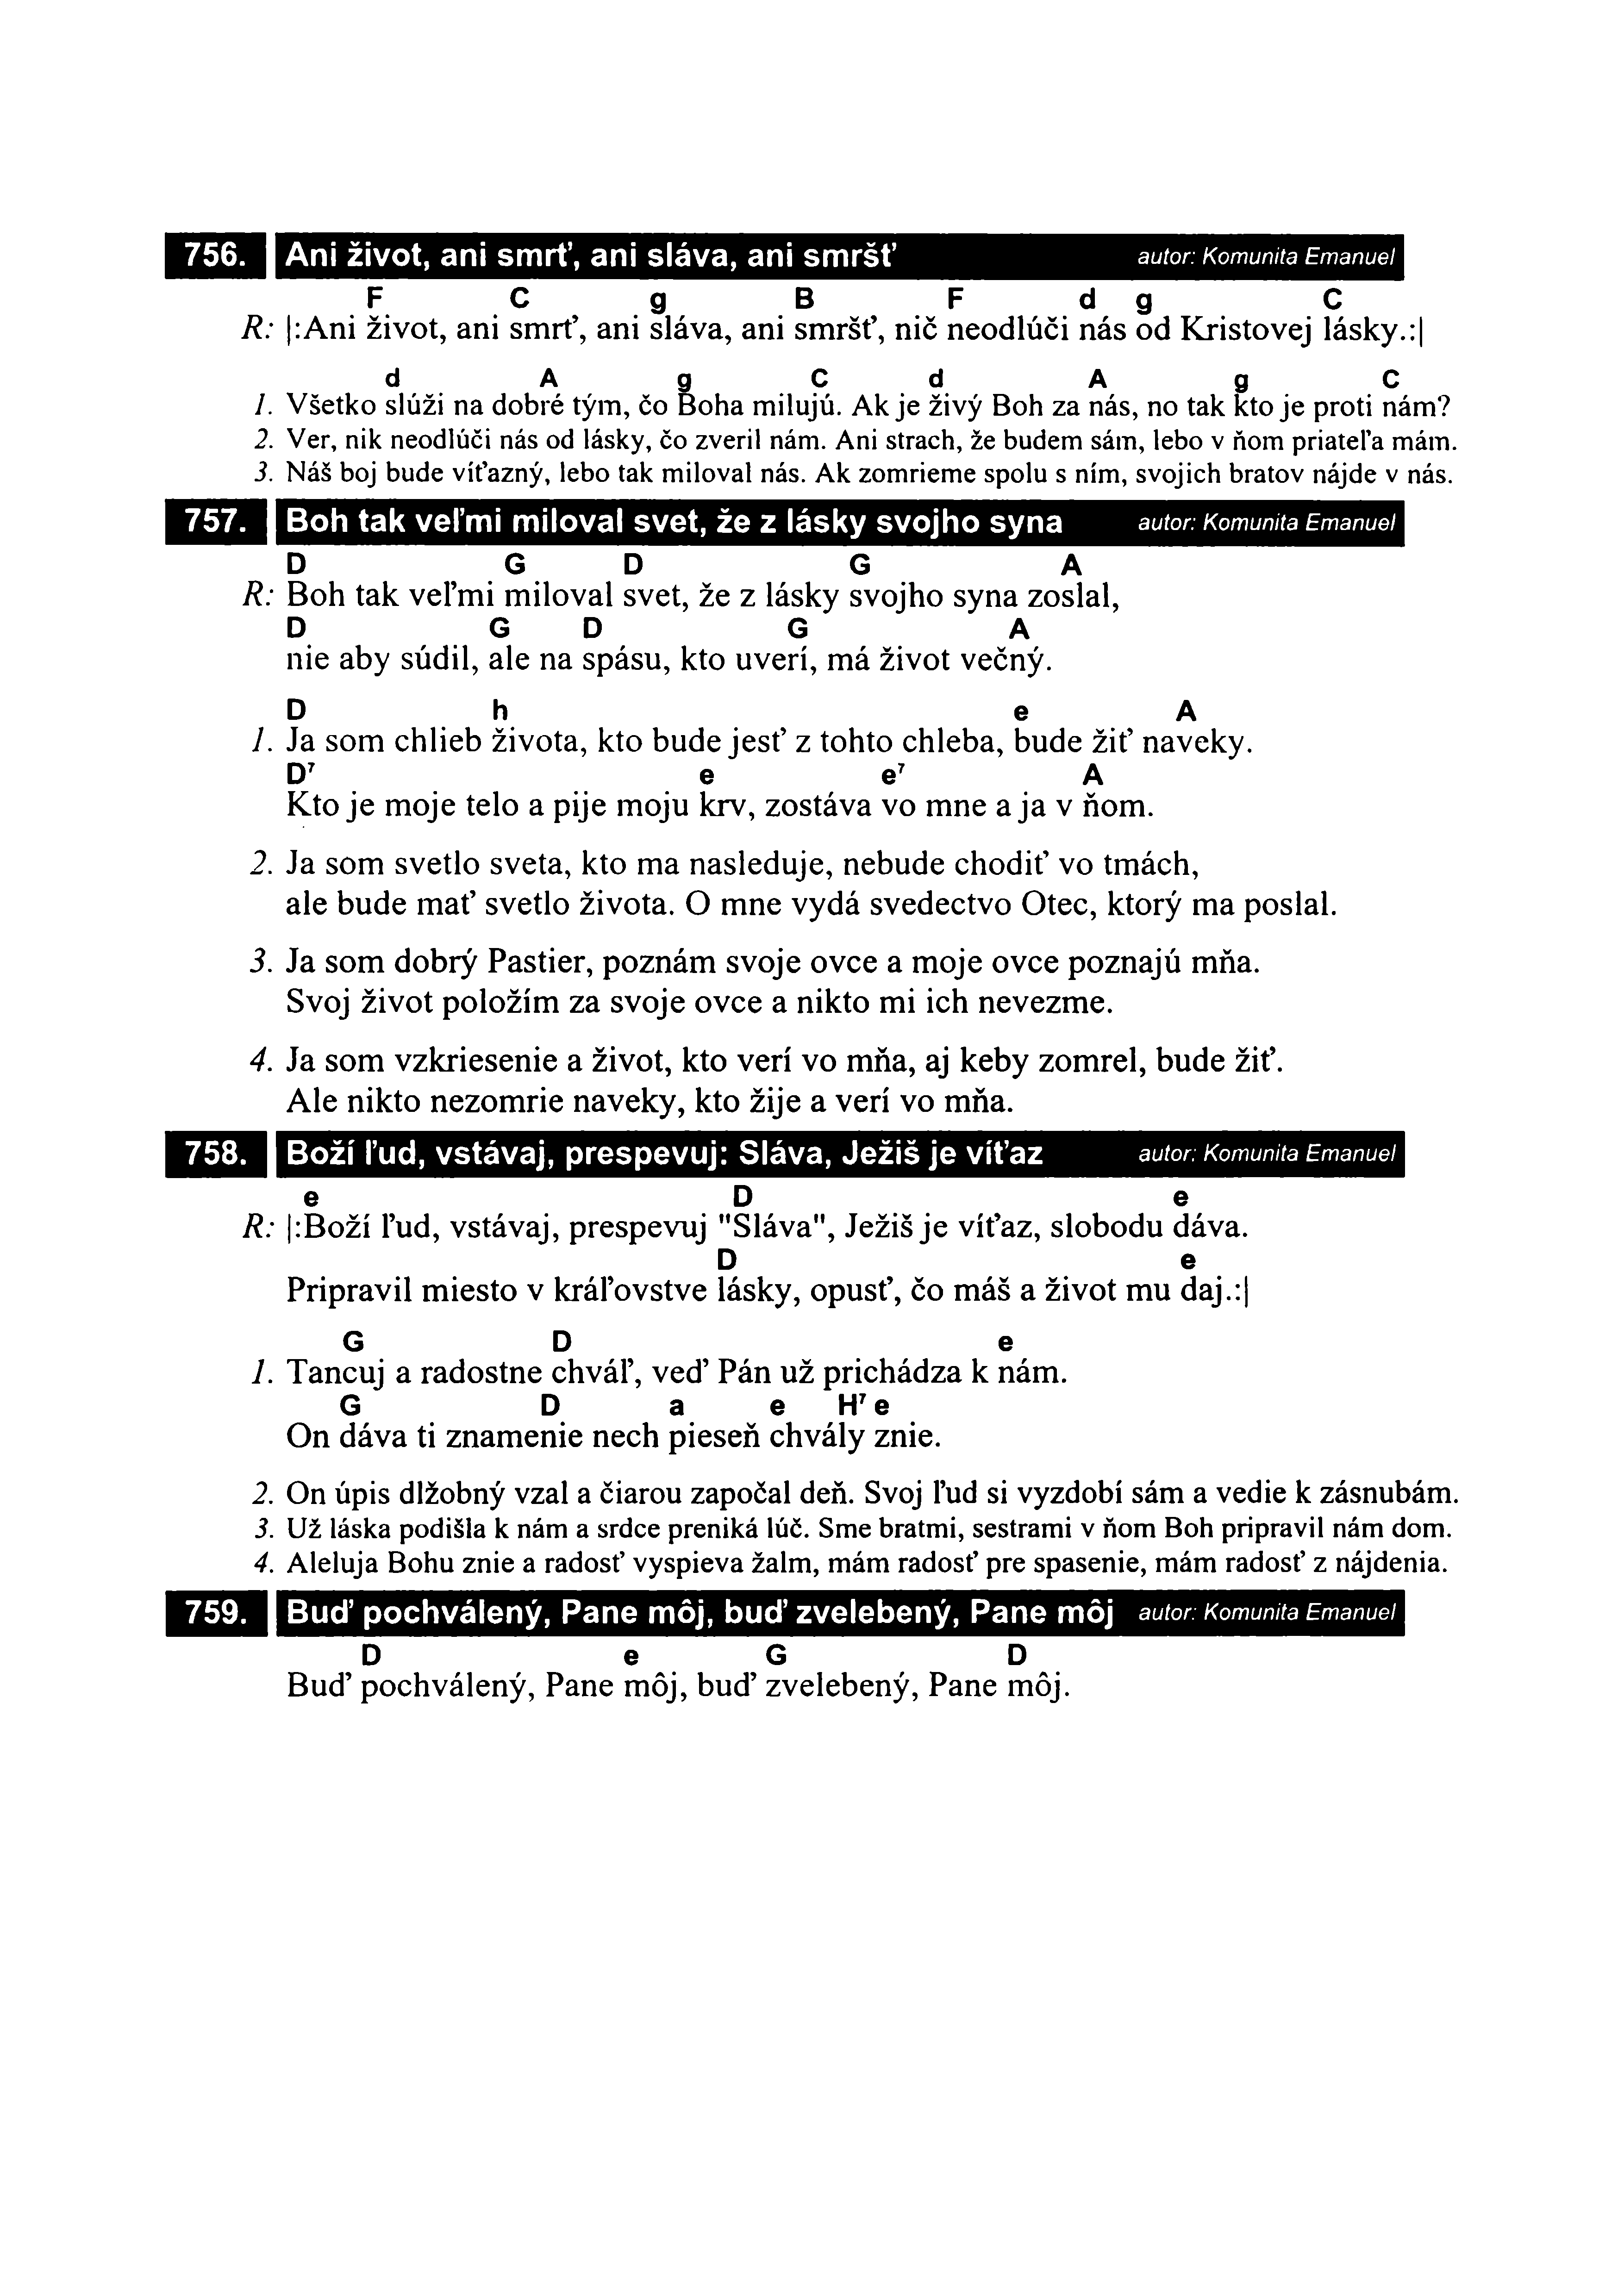 756. Ani život, ani smrť, ani sláva, ani smršť autor: Komunita Emanuel
F C g B F d g C
R: |:Ani život, ani smrť, ani sláva, ani smršť, nič neodlúči nás od Kristovej lásky.:|
d A g C d A g C
1. Všetko slúži na dobré tým, čo Boha milujú. Ak je živý Boh za nás, no tak kto je proti nám?
2. Ver, nik neodlúči nás od lásky, čo zveril nám. Ani strach, že budem sám, lebo v ňom priateľa mám.
3. Náš boj bude víťazný, lebo tak miloval nás. Ak zomrieme spolu s ním, svojich bratov nájde v nás.
757. Boh tak veľmi miloval svet, že z lásky svojho syna autor: Komunita Emanuel
D G D G A
R: Boh tak veľmi miloval svet, že z lásky svojho syna zoslal,
D G D G A
nie aby súdil, ale na spásu, kto uverí, má život večný.
D h e A
1. Ja som chlieb života, kto bude jesť z tohto chleba, bude žiť naveky.
D⁷ e e⁷ A
Kto je moje telo a pije moju krv, zostáva vo mne a ja v ňom.
2. Ja som svetlo sveta, kto ma nasleduje, nebude chodiť vo tmách,
ale bude mať svetlo života. O mne vydá svedectvo Otec, ktorý ma poslal.
3. Ja som dobrý Pastier, poznám svoje ovce a moje ovce poznajú mňa.
Svoj život položím za svoje ovce a nikto mi ich nevezme.
4. Ja som vzkriesenie a život, kto verí vo mňa, aj keby zomrel, bude žiť.
Ale nikto nezomrie naveky, kto žije a verí vo mňa.
758. Boží ľud, vstávaj, prespevuj: Sláva, Ježiš je víťaz autor: Komunita Emanuel
e D e
R: |:Boží ľud, vstávaj, prespevuj "Sláva", Ježiš je víťaz, slobodu dáva.
D e
Pripravil miesto v kráľovstve lásky, opusť, čo máš a život mu daj.:|
G D e
1. Tancuj a radostne chváľ, veď Pán už prichádza k nám.
G D a e H⁷ e
On dáva ti znamenie nech pieseň chvály znie.
2. On úpis dlžobný vzal a čiarou započal deň. Svoj ľud si vyzdobí sám a vedie k zásnubám.
3. Už láska podišla k nám a srdce preniká lúč. Sme bratmi, sestrami v ňom Boh pripravil nám dom.
4. Aleluja Bohu znie a radosť vyspieva žalm, mám radosť pre spasenie, mám radosť z nájdenia.
759. Buď pochválený, Pane môj, buď zvelebený, Pane môj autor: Komunita Emanuel
D e G D
Buď pochválený, Pane môj, buď zvelebený, Pane môj.